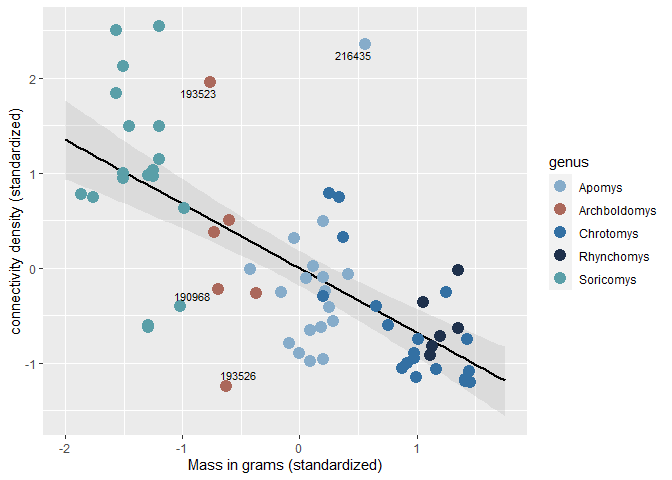 216435
193523
190968
193526
2
1
0
-1
-2
-1
0
1
connectivity density (standardized)
Mass in grams (standardized)
genus
Apomys
Archboldomys
Chrotomys
Rhynchomys
Soricomys